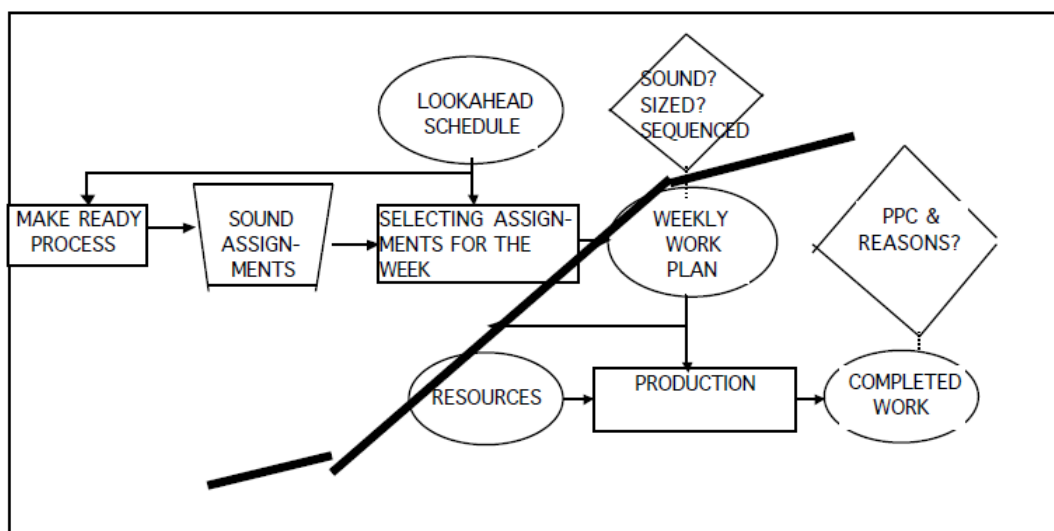 LOOKAHEAD
SCHEDULE
SOUND?
SIZED?
SEQUENCED
MAKE READY
PROCESS
SOUND
ASSIGN-
MENTS
SELECTING ASSIGN-
MENTS FOR THE
WEEK
WEEKLY
WORK
PLAN
PPC &
REASONS?
RESOURCES
PRODUCTION
COMPLETED
WORK